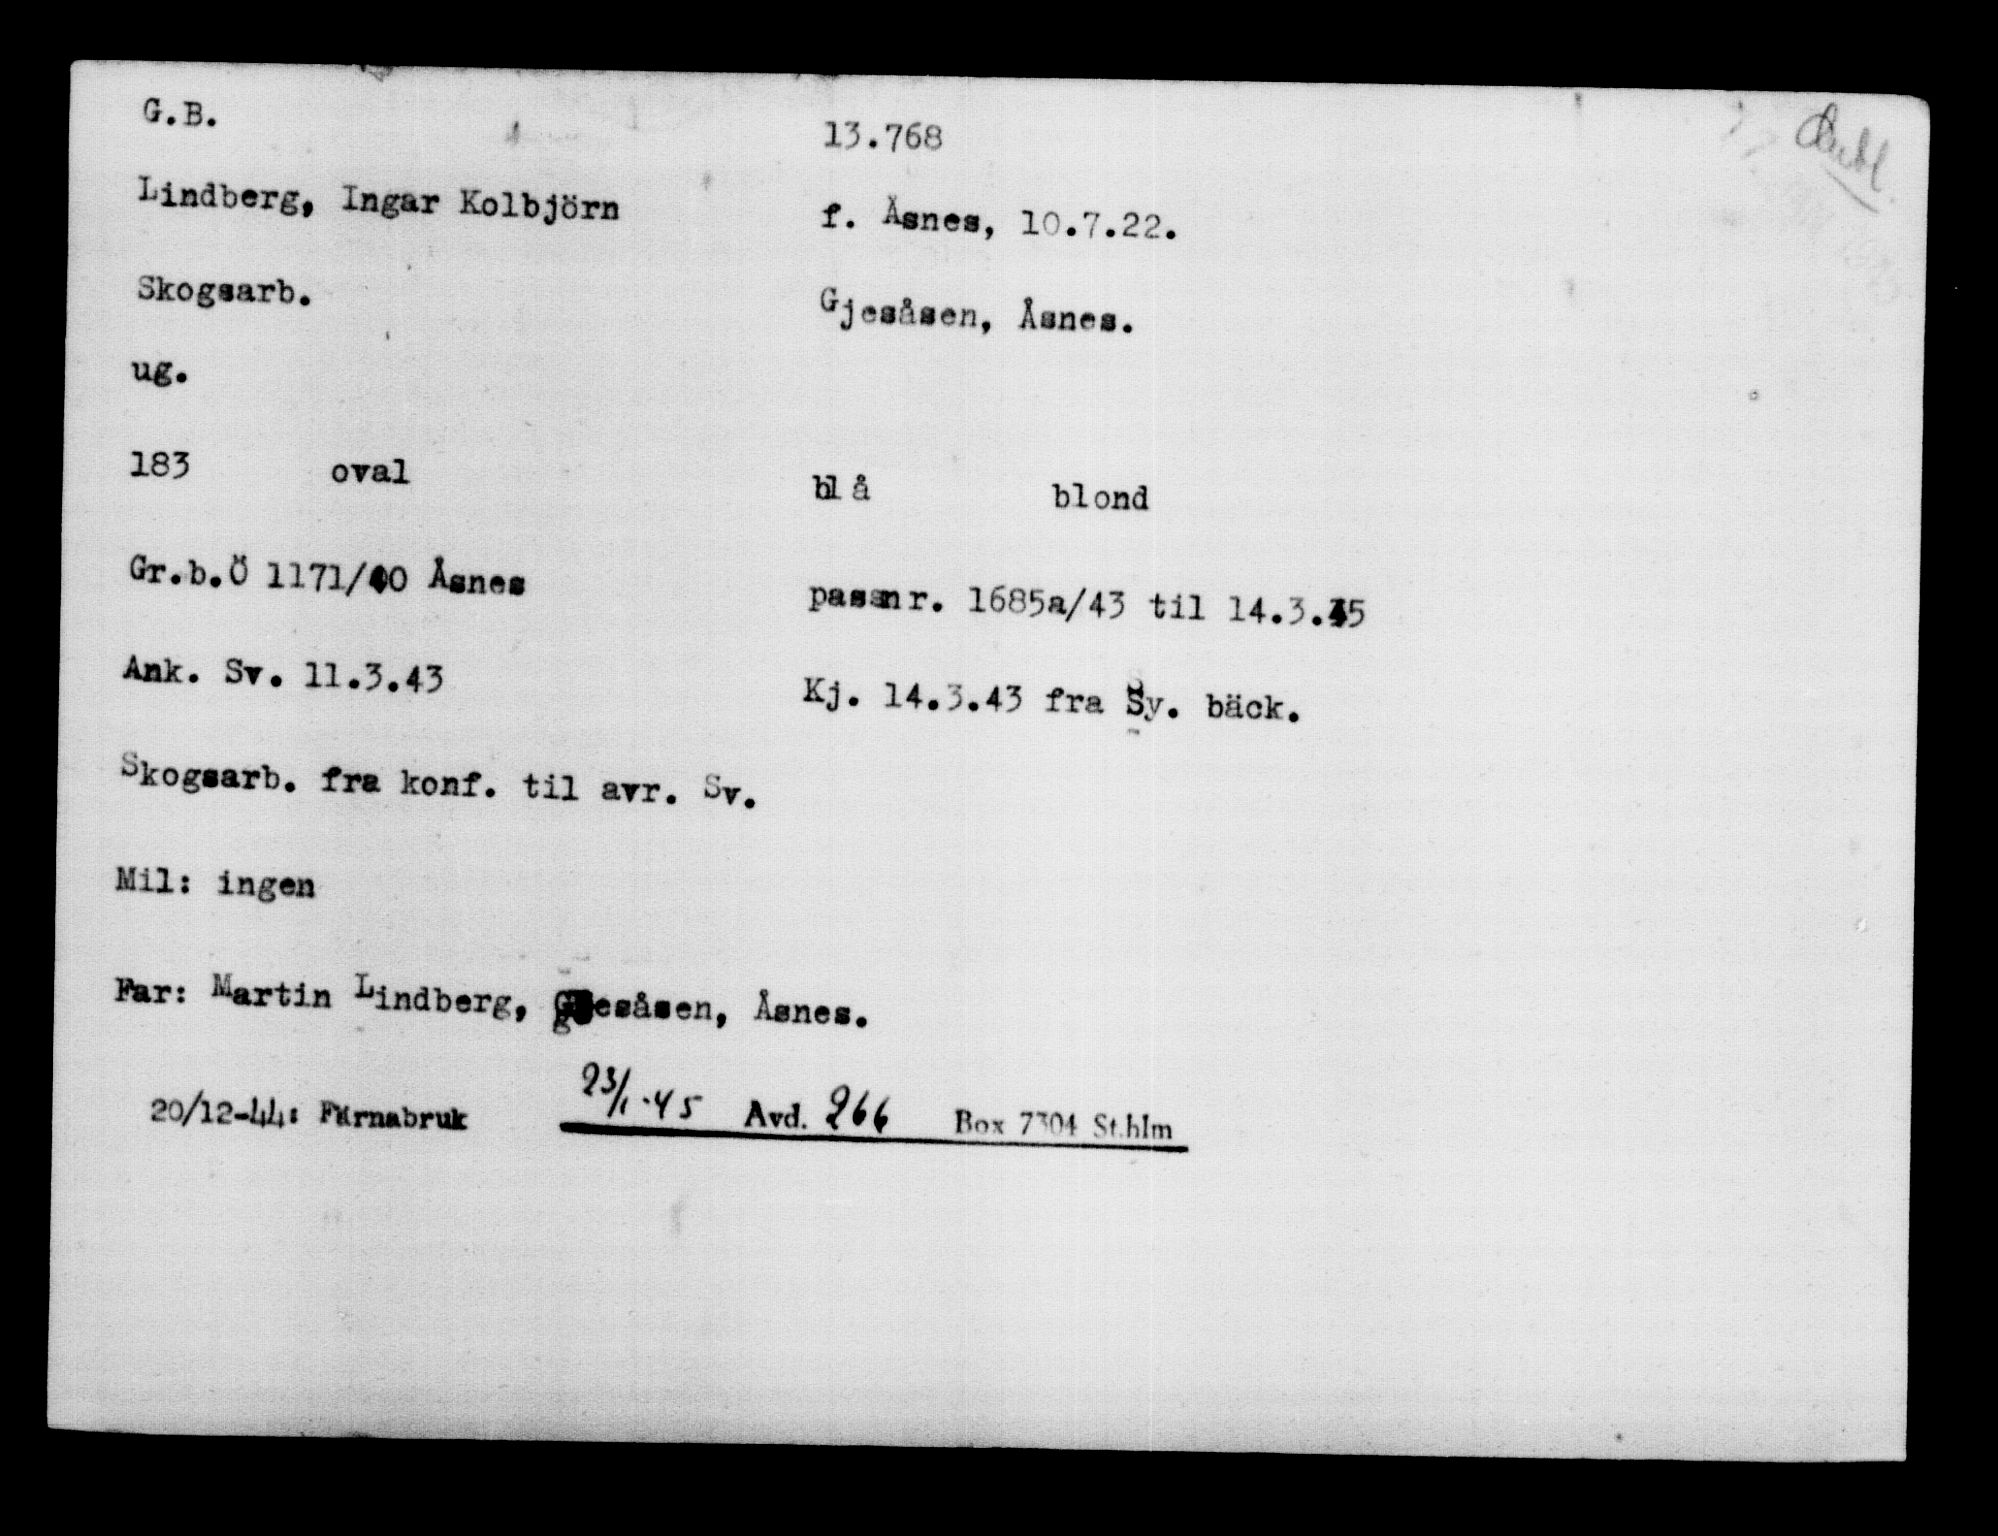 G.B. 13.768
Lindberg, Ingar Kolbjörn f. Åsnes, 10.7.22.
Skogsarb. Gjesåsen, Åsnes.
ug.
183 oval blå blond
Gr.b.Ö 1171/40 Åsnes passnr. 1685a/43 til 14.3.45
Ank. Sv. 11.3.43 Kj. 14.3.43 fra Sy. bäck.
Skogsarb. fra konf. til avr. Sv.
Mil: ingen
Far: Martin Lindberg, Gjesåsen, Åsnes.
20/12-44: Färnabruk 23/1-45 Avd. 266 Box 7304 St.hlm